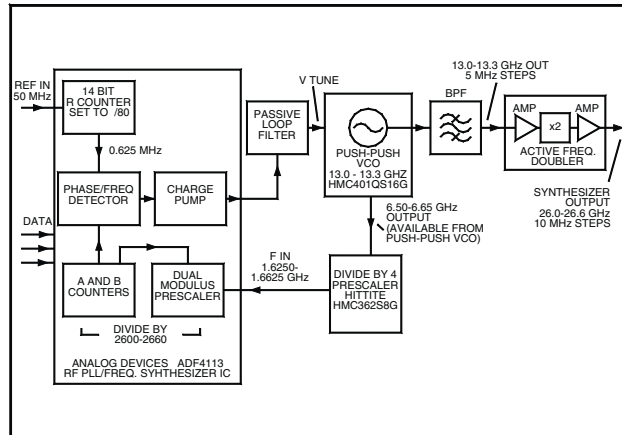 REF IN
50 MHz
14 BIT
R COUNTER
SET TO /80
0.625 MHz
PHASE/FREQ
DETECTOR
CHARGE
PUMP
DATA
A AND B
COUNTERS
DUAL
MODULUS
PRESCALER
DIVIDE BY
2600-2660
ANALOG DEVICES ADF4113
RF PLL/FREQ. SYHTHESIZER IC
PASSIVE
LOOP
FILTER
V TUNE
PUSH-PUSH
VCO
13.0 - 13.3 GHZ
HMC401QS16G
6.50-6.65 GHz
OUTPUT
(AVAILABLE FROM
PUSH-PUSH VCO)
F IN
1.6250-
1.6625 GHz
DIVIDE BY 4
PRESCALER
HITTITE
HMC362S8G
13.0-13.3 GHz OUT
5 MHz STEPS
BPF
AMP
x2
AMP
ACTIVE FREQ.
DOUBLER
SYNTHESIZER
OUTPUT
26.0-26.6 GHz
10 MHz STEPS